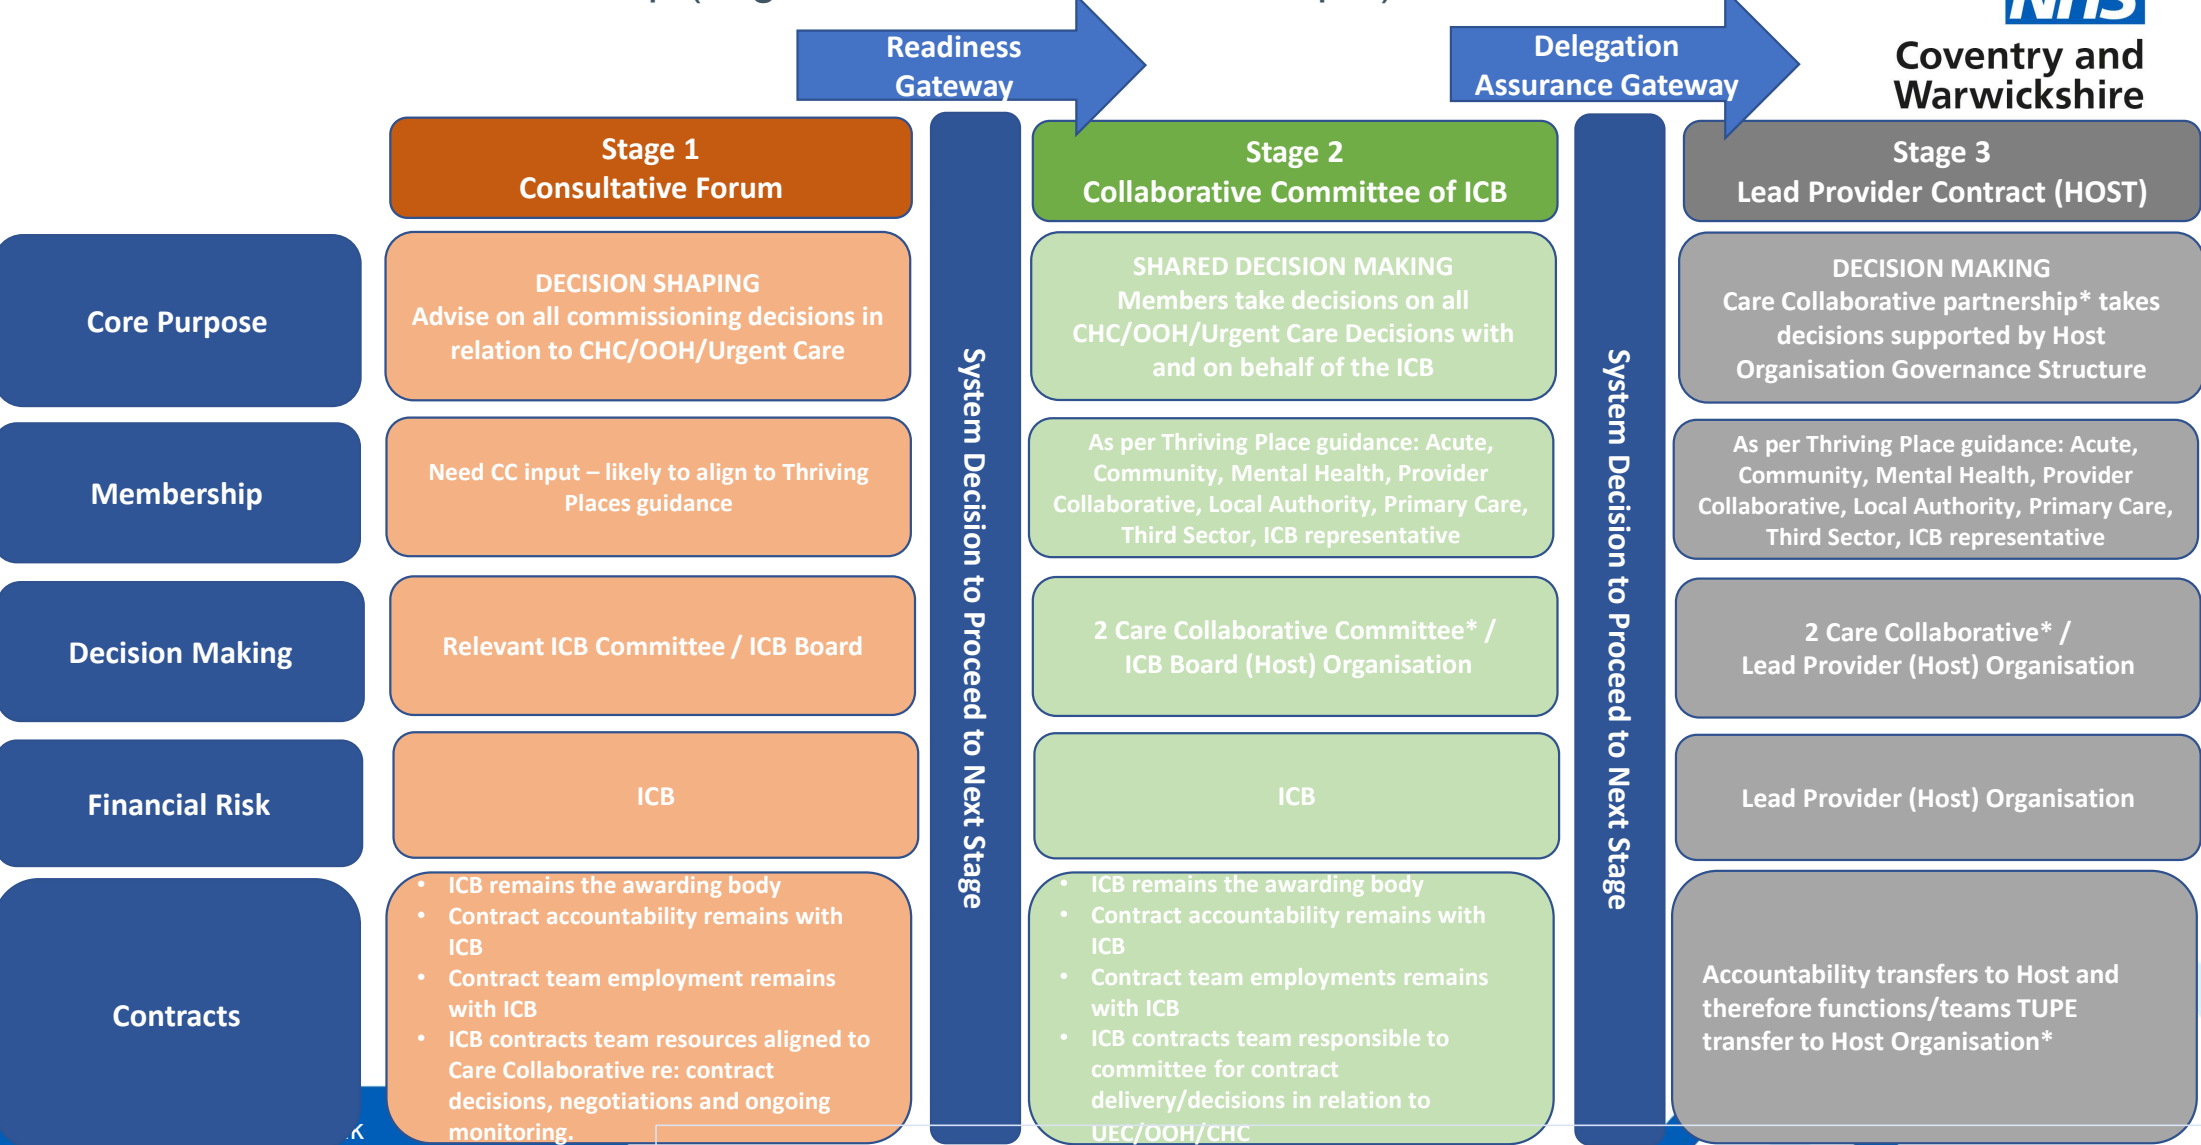 NHS
Coventry and
Warwickshire
Readiness
Gateway
Delegation
Assurance Gateway
Stage 1
Consultative Forum
Stage 2
Collaborative Committee of ICB
Stage 3
Lead Provider Contract (HOST)
System Decision to Proceed to Next Stage
System Decision to Proceed to Next Stage
Core Purpose
DECISION SHAPING
Advise on all commissioning decisions in
relation to CHC/OOH/Urgent Care
SHARED DECISION MAKING
Members take decisions on all
CHC/OOH/Urgent Care Decisions with
and on behalf of the ICB
DECISION MAKING
Care Collaborative partnership* takes
decisions supported by Host
Organisation Governance Structure
Membership
Need CC input – likely to align to Thriving
Places guidance
As per Thriving Place guidance: Acute,
Community, Mental Health, Provider
Collaborative, Local Authority, Primary Care,
Third Sector, ICB representative
As per Thriving Place guidance: Acute,
Community, Mental Health, Provider
Collaborative, Local Authority, Primary Care,
Third Sector, ICB representative
Decision Making
Relevant ICB Committee / ICB Board
2 Care Collaborative Committee* /
ICB Board (Host) Organisation
2 Care Collaborative* /
Lead Provider (Host) Organisation
Financial Risk
ICB
ICB
Lead Provider (Host) Organisation
Contracts
• ICB remains the awarding body
• Contract accountability remains with
ICB
• Contract team employment remains
with ICB
• ICB contracts team resources aligned to
Care Collaborative re: contract
decisions, negotiations and ongoing
monitoring.
• ICB remains the awarding body
• Contract accountability remains with
ICB
• Contract team employments remains
with ICB
• ICB contracts team responsible to
committee for contract
delivery/decisions in relation to
UEC/OOH/CHC
Accountability transfers to Host and
therefore functions/teams TUPE
transfer to Host Organisation*